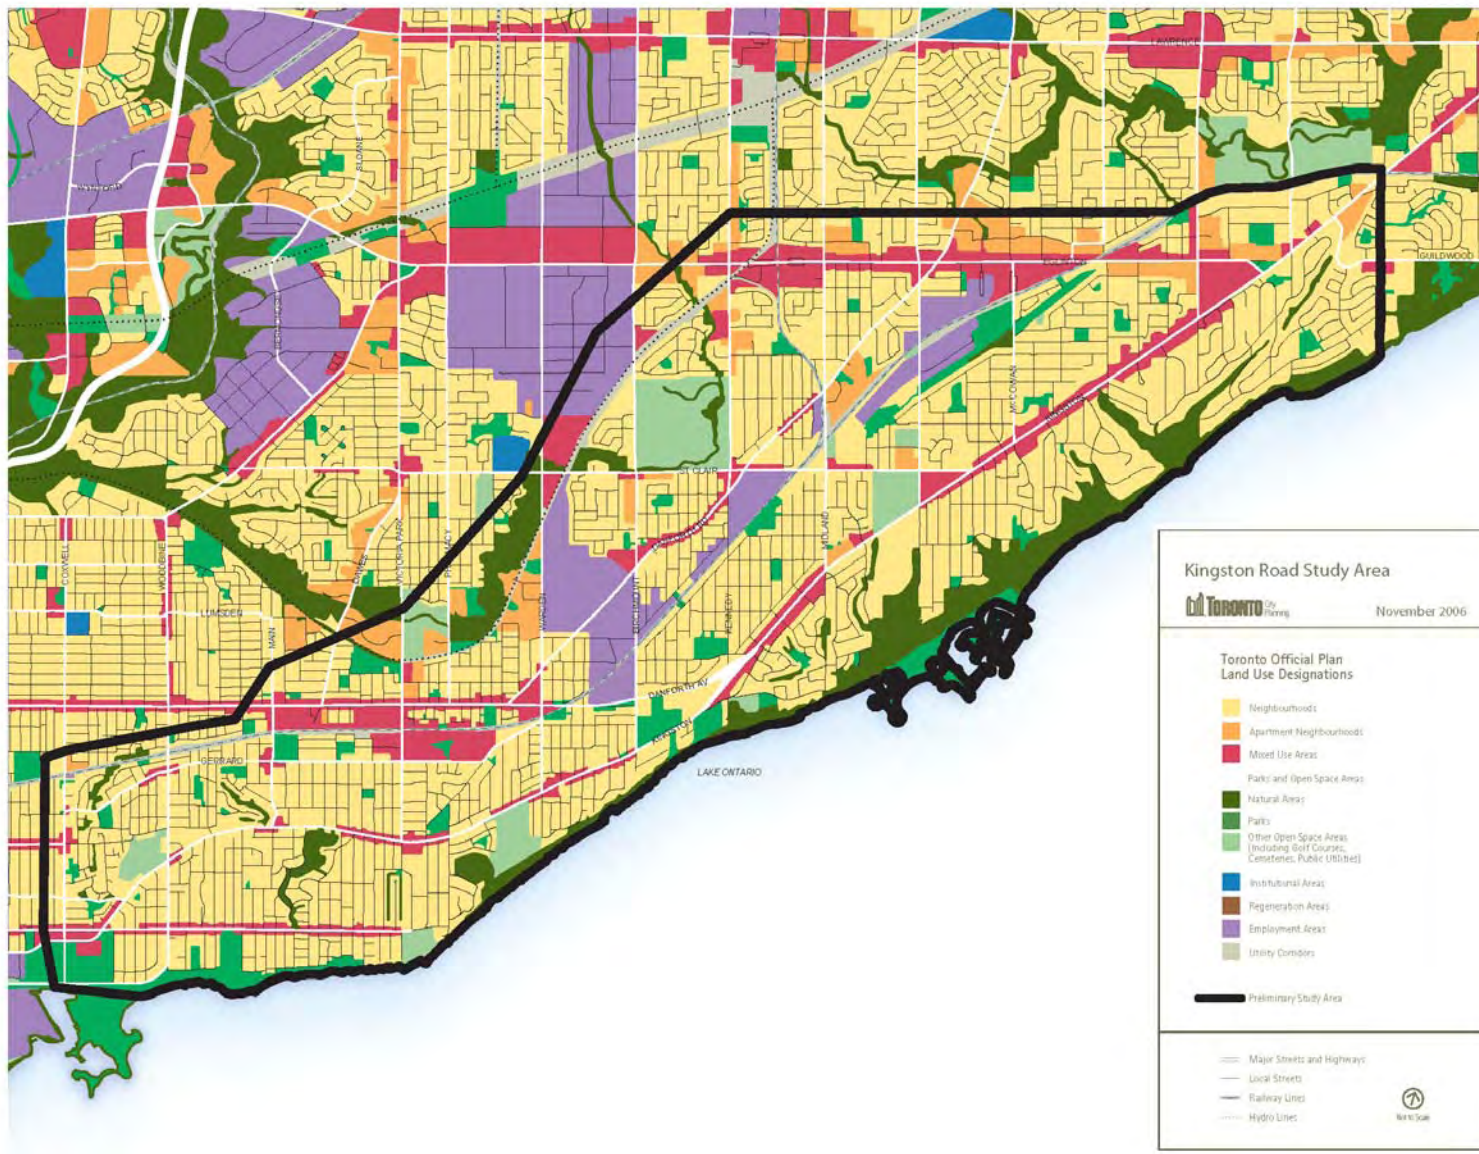 LAWRENCE
SLOANE
GUILDWOOD
EGLINTON
McCOWAN
KINGSTON
ST CLAIR
MIDLAND
VICTORIA PARK
PHARMACY
DAWES
COXWELL
WOODBINE
LUMSDEN
MAIN
WARDEN
BIRCHMOUNT
KENNEDY
DANFORTH AV
KINGSTON
GERRARD
LAKE ONTARIO
Kingston Road Study Area
TORONTO City Planning
November 2006
Toronto Official Plan
Land Use Designations
Neighbourhoods
Apartment Neighbourhoods
Mixed Use Areas
Parks and Open Space Areas
Natural Areas
Parks
Other Open Space Areas
(Including Golf Courses,
Cemeteries, Public Utilities)
Institutional Areas
Regeneration Areas
Employment Areas
Utility Corridors
Preliminary Study Area
Major Streets and Highways
Local Streets
Railway Lines
Hydro Lines
Not to Scale